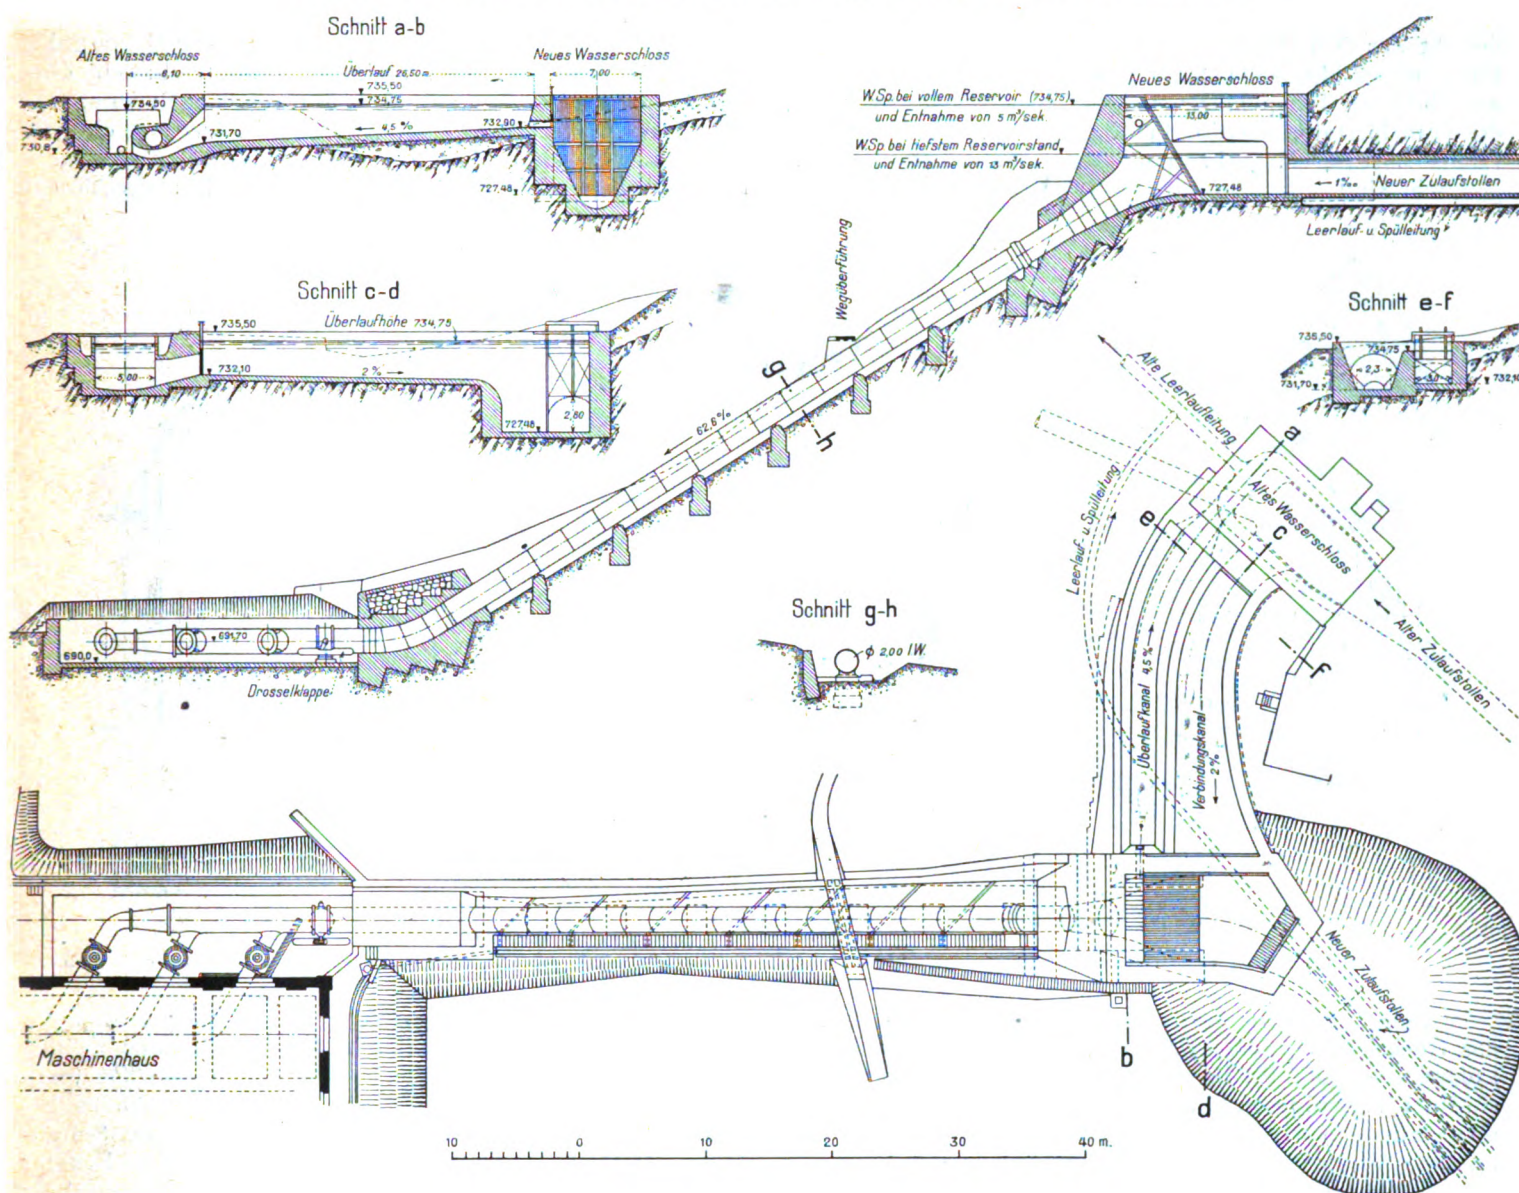 Schnitt a-b
Altes Wasserschloss
Neues Wasserschloss
6,10
Überlauf 26,50 m
7,00
735,50
734,75
734,50
732,90
4,5 %
731,70
730,8
727,48
Neues Wasserschloss
W.Sp. bei vollem Reservoir (734,75)
und Entnahme von 5 m³/sek.
13,00
W.Sp. bei tiefstem Reservoirstand
und Entnahme von 13 m³/sek.
727,48
1‰
Neuer Zulaufstollen
Leerlauf- u. Spülleitung
Wegüberführung
Schnitt c-d
735,50
Überlaufhöhe 734,75
5,00
732,10
2 ‰
727,48
2,80
Schnitt e-f
735,50
734,75
2,3
3,0
731,70
732,10
g
h
62,6%
691,70
690,0
Drosselklappe
Schnitt g-h
⌀ 2,00 l.W.
Alte Leerlaufleitung
a
Leerlauf- u. Spülleitung
Altes Wasserschloss
e
c
Alter Zulaufstollen
f
Überlaufkanal 4,5%
Verbindungskanal
2 ‰
Neuer Zulaufstollen
Maschinenhaus
b
d
10 0 10 20 30 40 m.